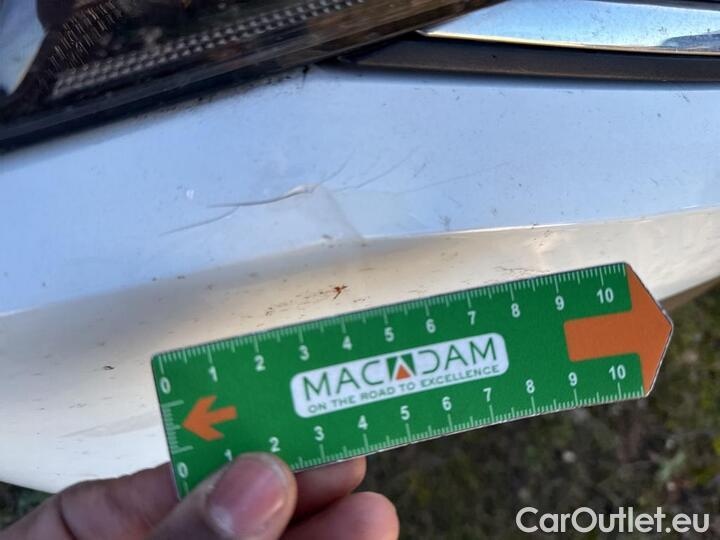 0 1 2 3 4 5 6 7 8 9 10
MACADAM
ON THE ROAD TO EXCELLENCE
0 1 2 3 4 5 6 7 8 9 10
CarOutlet.eu